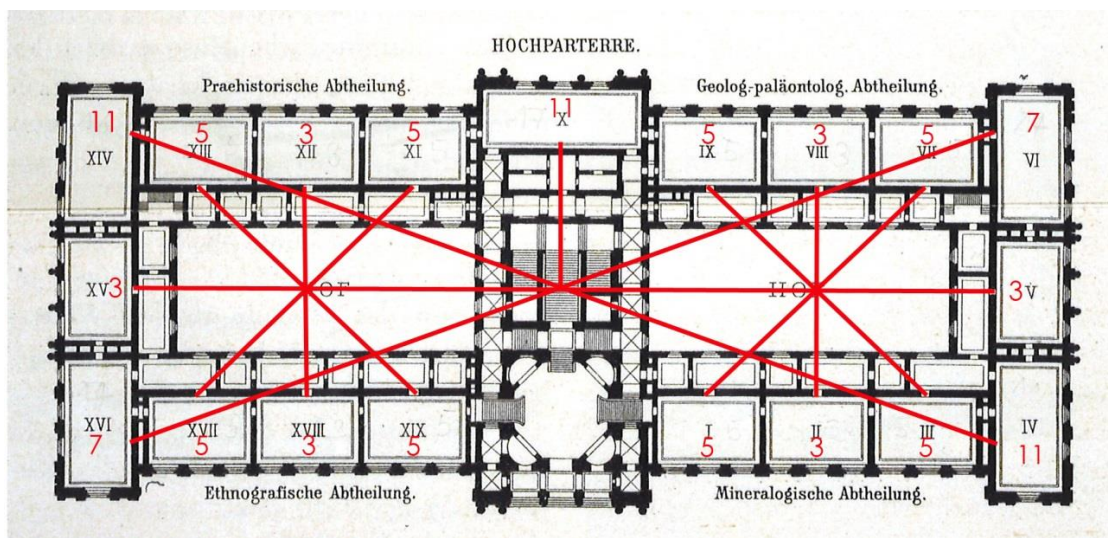 HOCHPARTERRE.
Praehistorische Abtheilung.
Geolog.-paläontolog. Abtheilung.
11
XIV
5
XIII
3
XII
5
XI
11
X
5
IX
3
VIII
5
VII
7
VI
XV 3
OF
HO
3 V
XVI
7
XVII
5
XVIII
3
XIX
5
I
5
II
3
III
5
IV
11
Ethnografische Abtheilung.
Mineralogische Abtheilung.